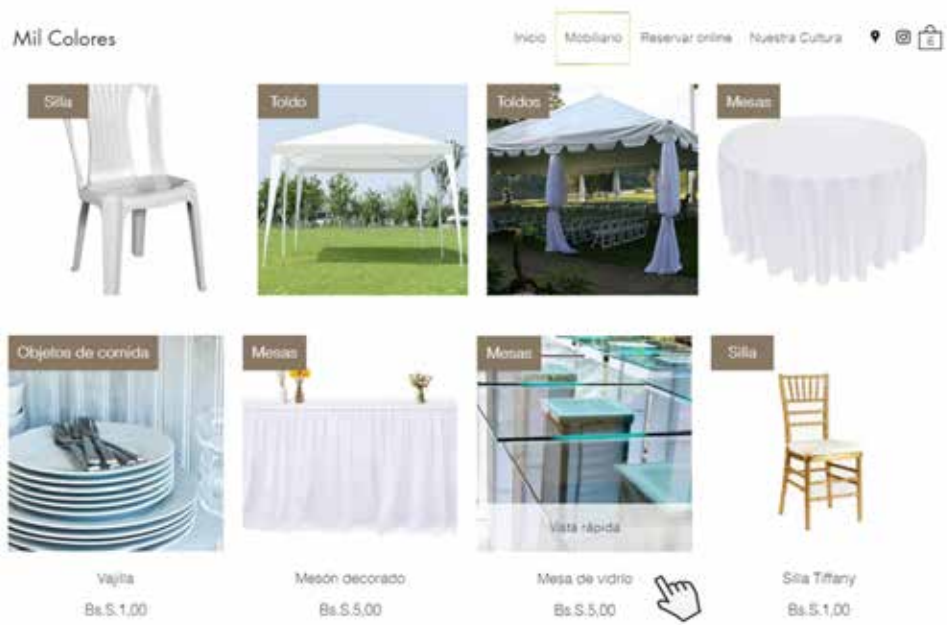 Mil Colores
Inicio Mobiliario Reservar online Nuestra Cultura
Silla
Toldo
Toldos
Mesas
Objetos de comida
Mesas
Mesas
Silla
Vista rápida
Vajilla
Mesón decorado
Mesa de vidrio
Silla Tiffany
Bs.S.1,00
Bs.S.5,00
Bs.S.5,00
Bs.S.1,00